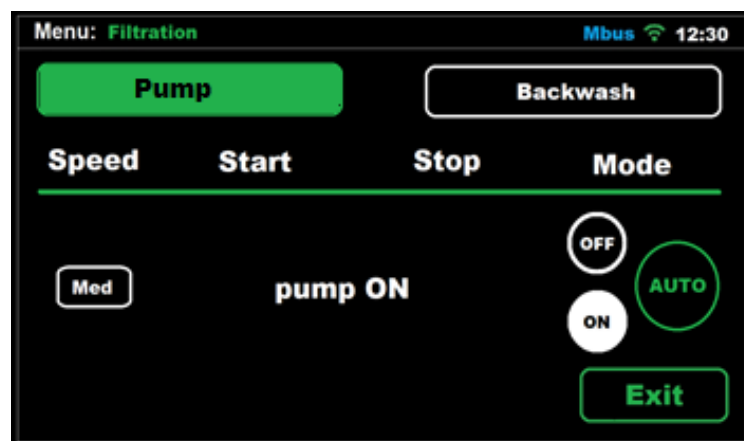 Menu: Filtration Mbus 12:30
Pump Backwash
Speed Start Stop Mode
OFF
Med pump ON AUTO
ON
Exit